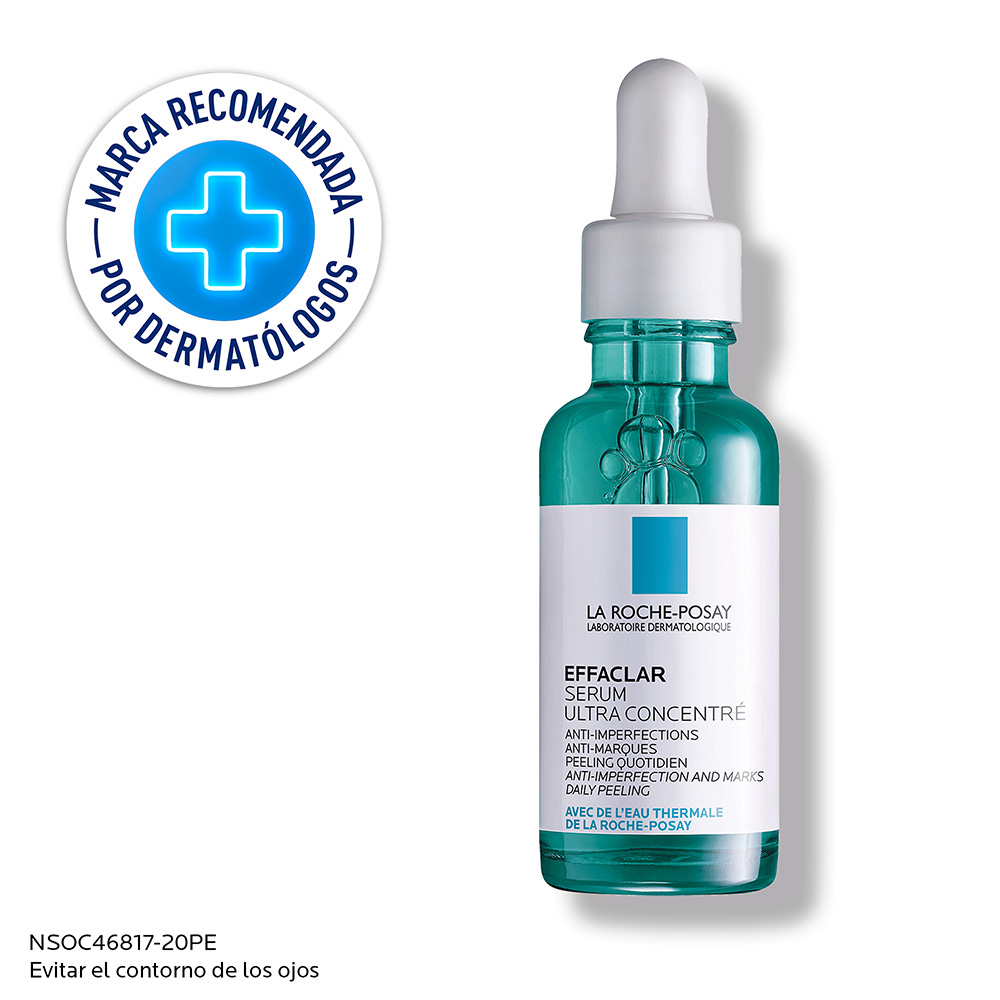 MARCA RECOMENDADA
POR DERMATÓLOGOS
LA ROCHE-POSAY
LABORATOIRE DERMATOLOGIQUE
EFFACLAR
SERUM
ULTRA CONCENTRÉ
ANTI-IMPERFECTIONS
ANTI-MARQUES
PEELING QUOTIDIEN
ANTI-IMPERFECTION AND MARKS
DAILY PEELING
AVEC DE L'EAU THERMALE
DE LA ROCHE-POSAY
NSOC46817-20PE
Evitar el contorno de los ojos